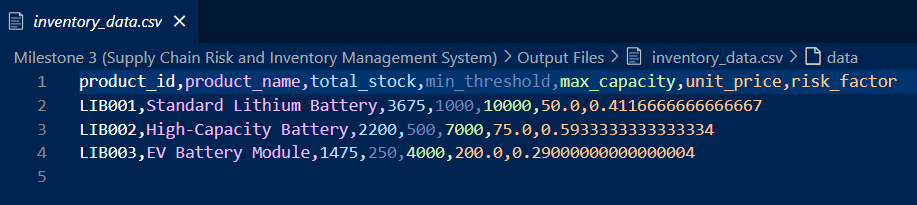 inventory_data.csv ×
Milestone 3 (Supply Chain Risk and Inventory Management System) > Output Files > inventory_data.csv > data
1 product_id,product_name,total_stock,min_threshold,max_capacity,unit_price,risk_factor
2 LIB001,Standard Lithium Battery,3675,1000,10000,50.0,0.4116666666666667
3 LIB002,High-Capacity Battery,2200,500,7000,75.0,0.5933333333333334
4 LIB003,EV Battery Module,1475,250,4000,200.0,0.29000000000000004
5